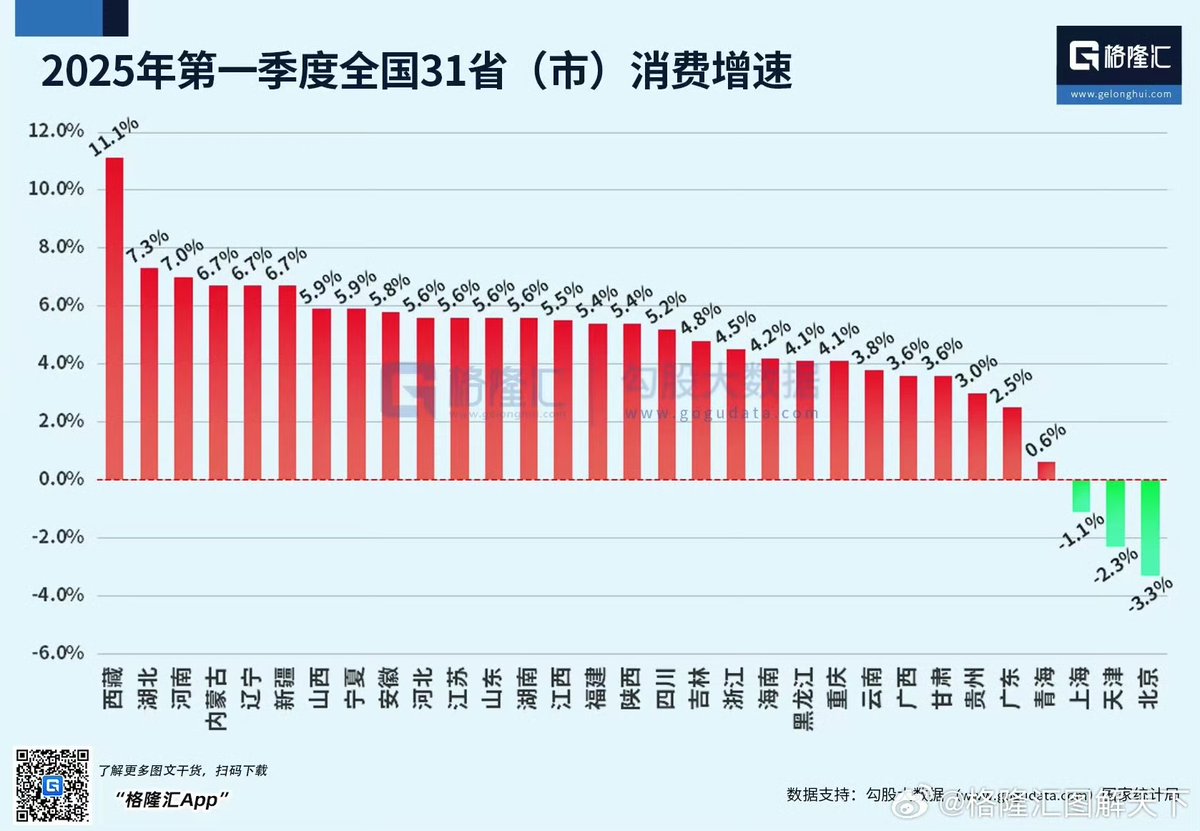 2025年第一季度全国31省（市）消费增速
格隆汇
www.gelonghui.com
12.0%
10.0%
8.0%
6.0%
4.0%
2.0%
0.0%
-2.0%
-4.0%
-6.0%
11.1%
7.3%
7.0%
6.7%
6.7%
6.7%
5.9%
5.9%
5.8%
5.6%
5.6%
5.6%
5.6%
5.5%
5.4%
5.4%
5.2%
4.8%
4.5%
4.2%
4.1%
4.1%
3.8%
3.6%
3.6%
3.0%
2.5%
0.6%
-1.1%
-2.3%
-3.3%
格隆汇
www.gelonghui.com
勾股大数据
www.gogudata.com
西藏
湖北
河南
内蒙古
辽宁
新疆
山西
宁夏
安徽
河北
江苏
山东
湖南
江西
福建
陕西
四川
吉林
浙江
海南
黑龙江
重庆
云南
广西
甘肃
贵州
广东
青海
上海
天津
北京
了解更多图文干货，扫码下载
“格隆汇App”
数据支持：勾股大数据（www.gogudata.com）国家统计局
@格隆汇图解天下